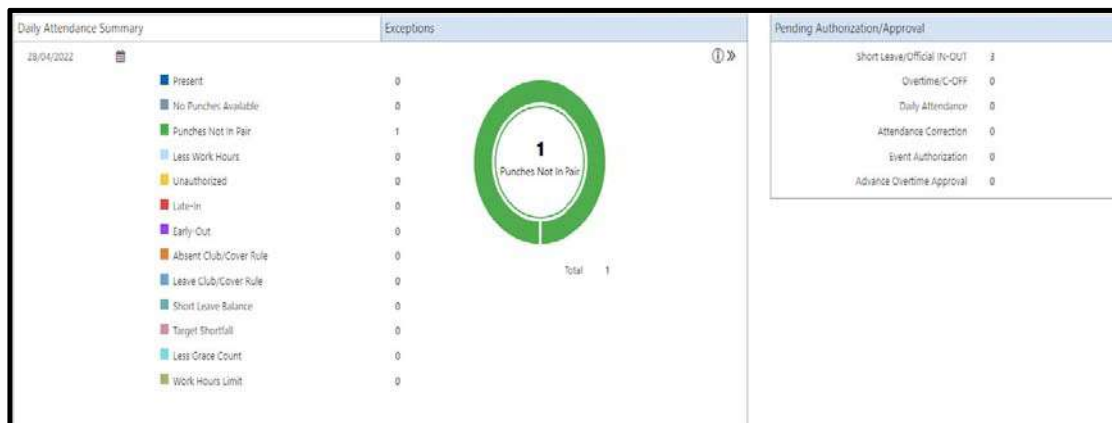 Daily Attendance Summary
Exceptions
28/04/2022
Present 0
No Punches Available 0
Punches Not In Pair 1
Less Work Hours 0
Unauthorized 0
Late-In 0
Early-Out 0
Absent Club/Cover Rule 0
Leave Club/Cover Rule 0
Short Leave Balance 0
Target Shortfall 0
Less Grace Count 0
Work Hours Limit 0
1
Punches Not In Pair
Total 1
Pending Authorization/Approval
Short Leave/Official IN-OUT 3
Overtime/C-OFF 0
Daily Attendance 0
Attendance Correction 0
Event Authorization 0
Advance Overtime Approval 0